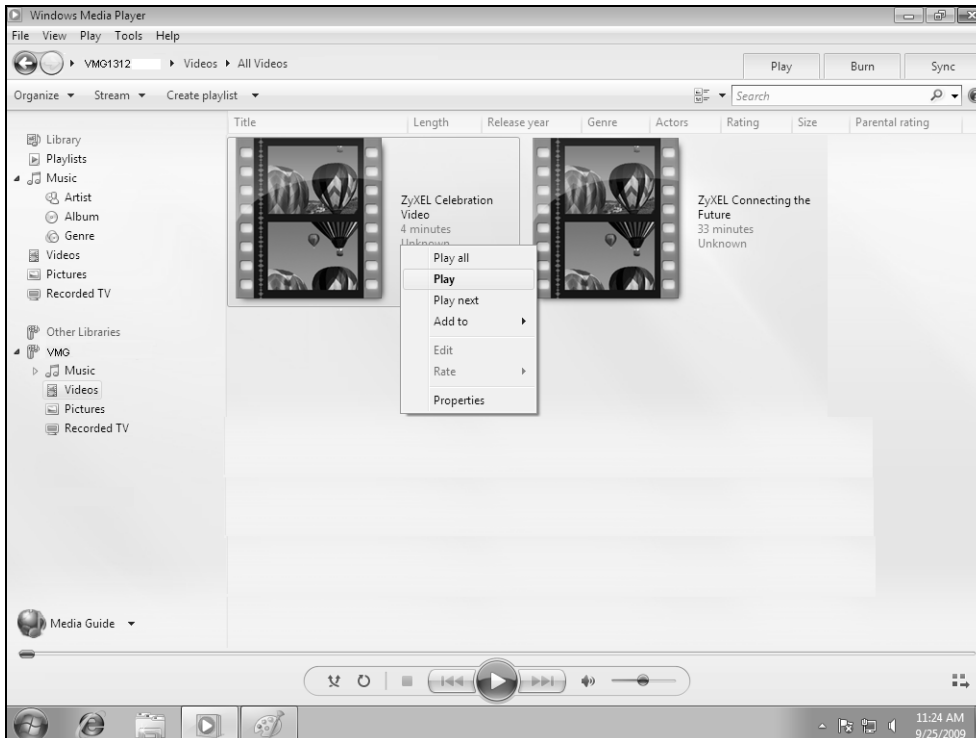 Windows Media Player
File View Play Tools Help
VMG1312 Videos All Videos
Play Burn Sync
Organize Stream Create playlist Search
Title Length Release year Genre Actors Rating Size Parental rating
Library
Playlists
Music
Artist
Album
Genre
Videos
Pictures
Recorded TV
Other Libraries
VMG
Music
Videos
Pictures
Recorded TV
ZyXEL Celebration
Video
4 minutes
Unknown
ZyXEL Connecting the
Future
33 minutes
Unknown
Play all
Play
Play next
Add to
Edit
Rate
Properties
Media Guide
11:24 AM
9/25/2009